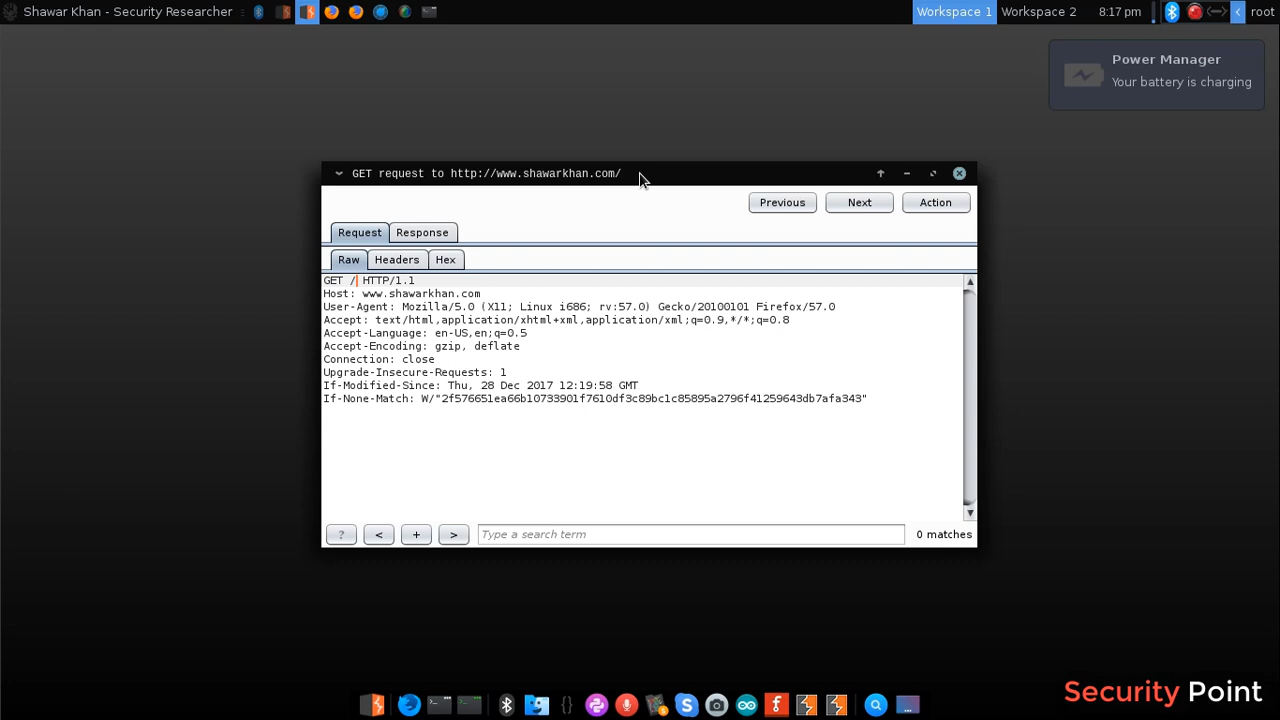 Shawar Khan - Security Researcher
Workspace 1
Workspace 2
8:17 pm
root
Power Manager
Your battery is charging
GET request to http://www.shawarkhan.com/
Previous
Next
Action
Request
Response
Raw
Headers
Hex
GET / HTTP/1.1
Host: www.shawarkhan.com
User-Agent: Mozilla/5.0 (X11; Linux i686; rv:57.0) Gecko/20100101 Firefox/57.0
Accept: text/html,application/xhtml+xml,application/xml;q=0.9,*/*;q=0.8
Accept-Language: en-US,en;q=0.5
Accept-Encoding: gzip, deflate
Connection: close
Upgrade-Insecure-Requests: 1
If-Modified-Since: Thu, 28 Dec 2017 12:19:58 GMT
If-None-Match: W/"2f576651ea66b10733901f7610df3c89bc1c85895a2796f41259643db7afa343"
?
<
+
>
Type a search term
0 matches
Security Point